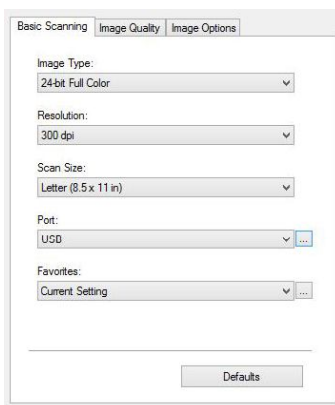 Basic Scanning Image Quality Image Options
Image Type:
24-bit Full Color
Resolution:
300 dpi
Scan Size:
Letter (8.5 x 11 in)
Port:
USB ...
Favorites:
Current Setting ...
Defaults